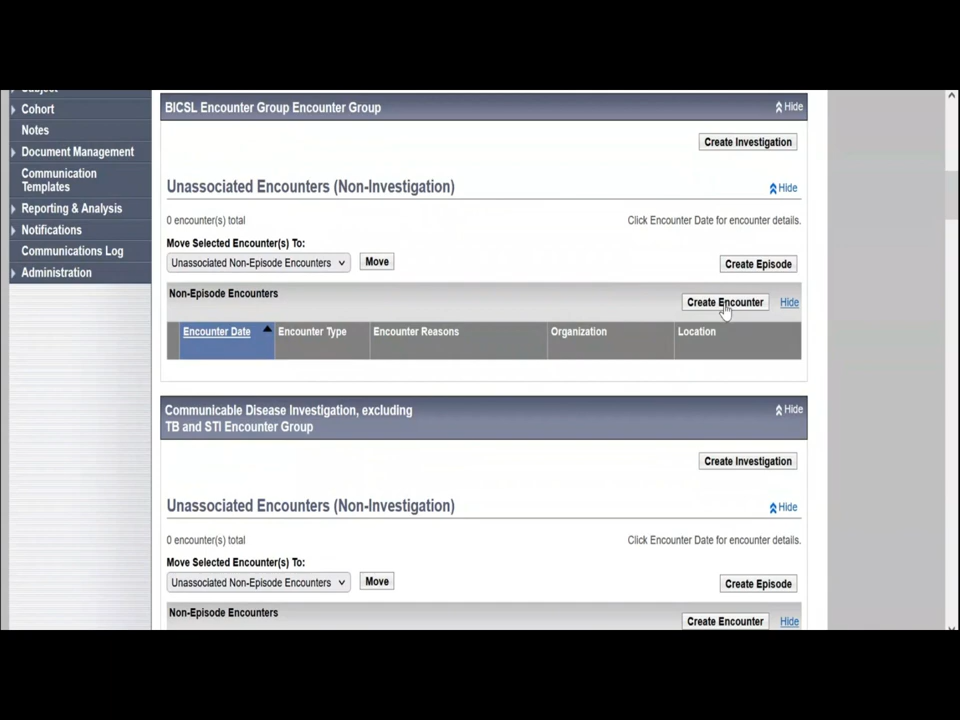 Subject
Cohort
Notes
Document Management
Communication
Templates
Reporting & Analysis
Notifications
Communications Log
Administration
BICSL Encounter Group Encounter Group
Hide
Create Investigation
Unassociated Encounters (Non-Investigation)
Hide
0 encounter(s) total
Click Encounter Date for encounter details.
Move Selected Encounter(s) To:
Unassociated Non-Episode Encounters
Move
Create Episode
Non-Episode Encounters
Create Encounter
Hide
Encounter Date
Encounter Type
Encounter Reasons
Organization
Location
Communicable Disease Investigation, excluding
TB and STI Encounter Group
Hide
Create Investigation
Unassociated Encounters (Non-Investigation)
Hide
0 encounter(s) total
Click Encounter Date for encounter details.
Move Selected Encounter(s) To:
Unassociated Non-Episode Encounters
Move
Create Episode
Non-Episode Encounters
Create Encounter
Hide